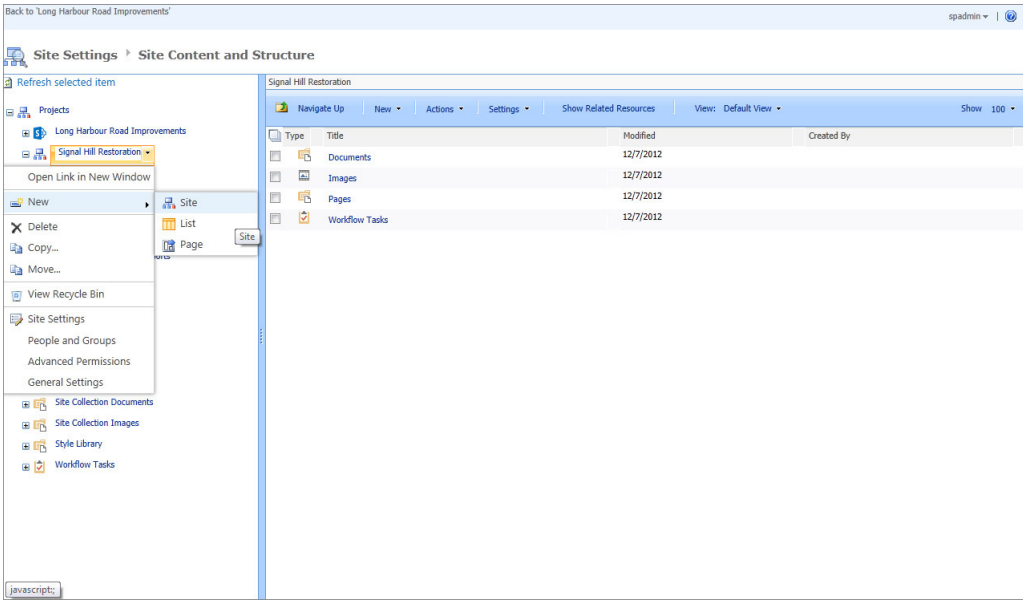 Back to 'Long Harbour Road Improvements'
spadmin
Site Settings Site Content and Structure
Refresh selected item
Signal Hill Restoration
Projects
Long Harbour Road Improvements
Signal Hill Restoration
Open Link in New Window
New
Delete
Copy...
Move...
View Recycle Bin
Site Settings
People and Groups
Advanced Permissions
General Settings
Site
List
Page
Site
Site Collection Documents
Site Collection Images
Style Library
Workflow Tasks
Navigate Up New Actions Settings Show Related Resources View: Default View Show 100
Type Title Modified Created By
Documents 12/7/2012
Images 12/7/2012
Pages 12/7/2012
Workflow Tasks 12/7/2012
javascript:;